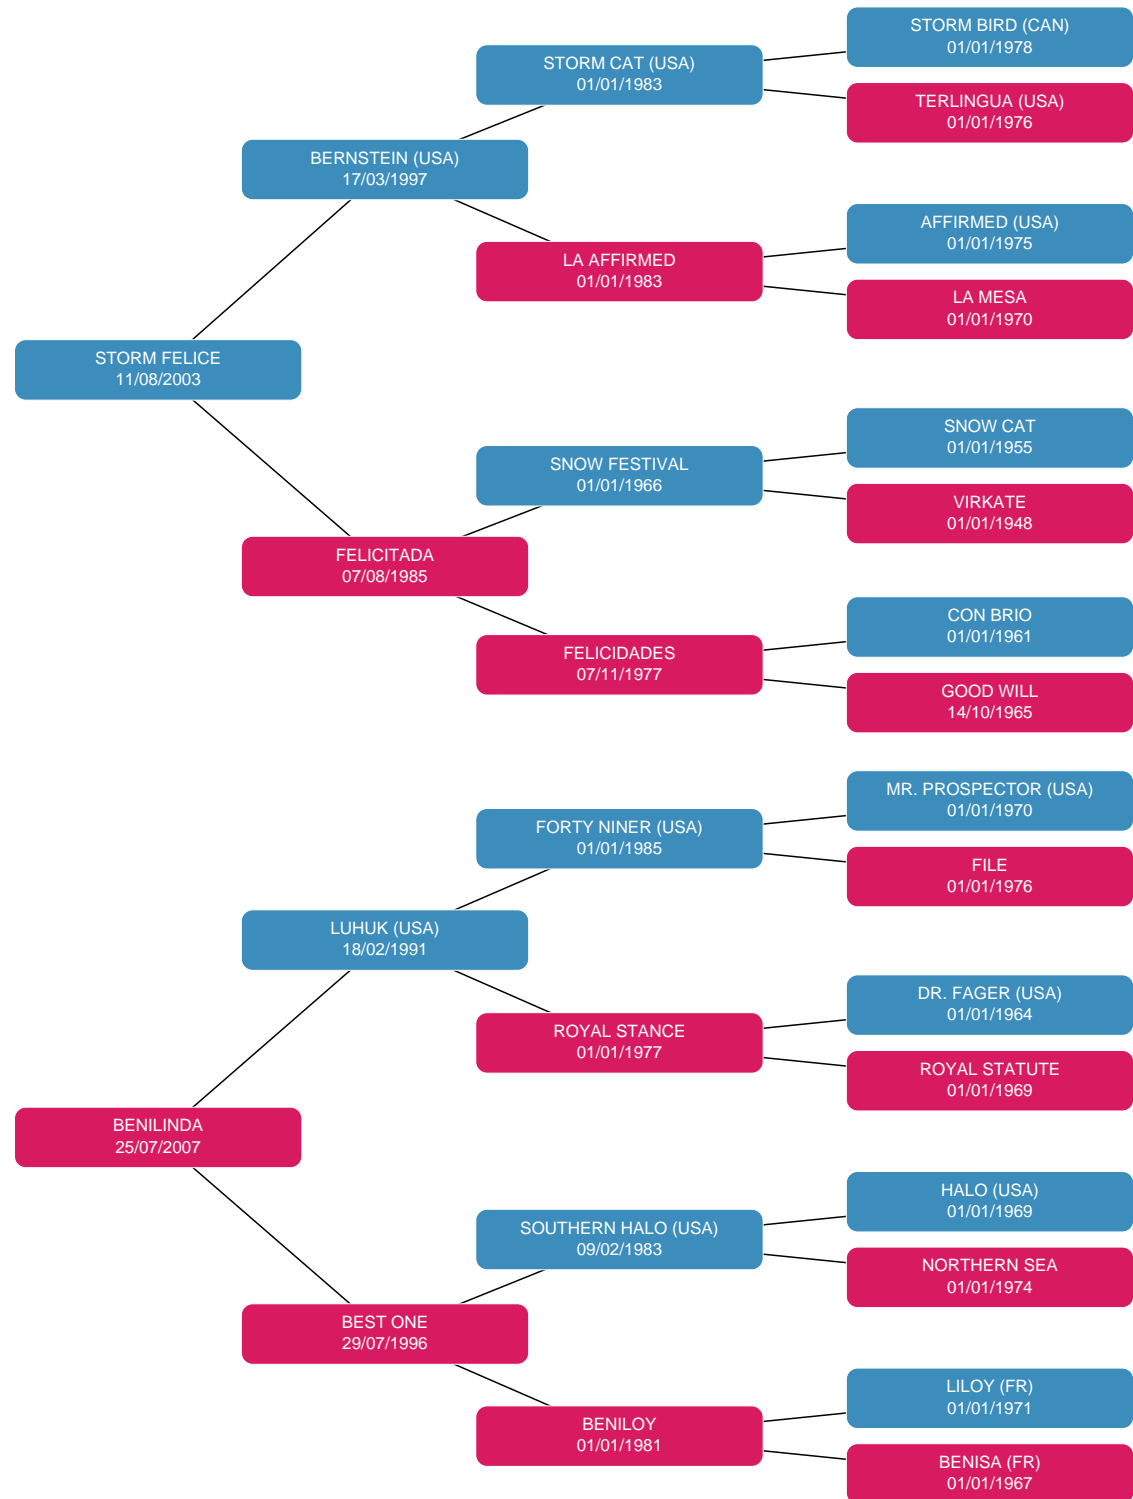 STORM BIRD (CAN)
01/01/1978
STORM CAT (USA)
01/01/1983
TERLINGUA (USA)
01/01/1976
BERNSTEIN (USA)
17/03/1997
AFFIRMED (USA)
01/01/1975
LA AFFIRMED
01/01/1983
LA MESA
01/01/1970
STORM FELICE
11/08/2003
SNOW CAT
01/01/1955
SNOW FESTIVAL
01/01/1966
VIRKATE
01/01/1948
FELICITADA
07/08/1985
CON BRIO
01/01/1961
FELICIDADES
07/11/1977
GOOD WILL
14/10/1965
MR. PROSPECTOR (USA)
01/01/1970
FORTY NINER (USA)
01/01/1985
FILE
01/01/1976
LUHUK (USA)
18/02/1991
DR. FAGER (USA)
01/01/1964
ROYAL STANCE
01/01/1977
ROYAL STATUTE
01/01/1969
BENILINDA
25/07/2007
HALO (USA)
01/01/1969
SOUTHERN HALO (USA)
09/02/1983
NORTHERN SEA
01/01/1974
BEST ONE
29/07/1996
LILOY (FR)
01/01/1971
BENILOY
01/01/1981
BENISA (FR)
01/01/1967